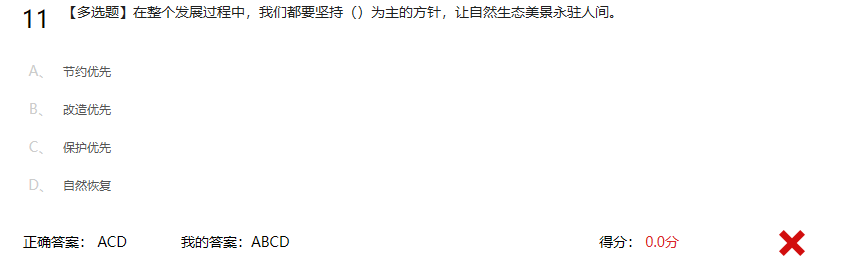 11 【多选题】在整个发展过程中，我们都要坚持（）为主的方针，让自然生态美景永驻人间。
A、 节约优先
B、 改造优先
C、 保护优先
D、 自然恢复
正确答案： ACD 我的答案：ABCD 得分： 0.0分